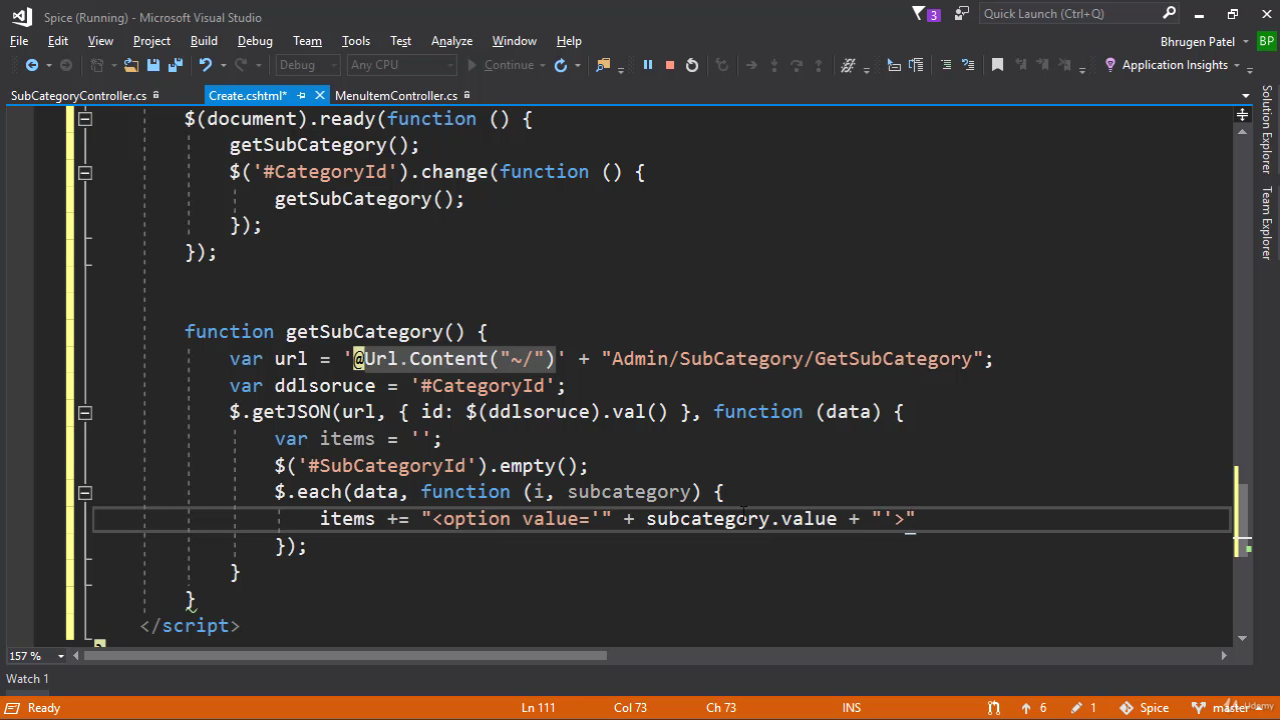 Spice (Running) - Microsoft Visual Studio
3
Quick Launch (Ctrl+Q)
File Edit View Project Build Debug Team Tools Test Analyze Window Help
Bhrugen Patel
BP
Debug Any CPU Continue Application Insights
SubCategoryController.cs Create.cshtml* MenuItemController.cs
$(document).ready(function () {
getSubCategory();
$('#CategoryId').change(function () {
getSubCategory();
});
});
function getSubCategory() {
var url = '@Url.Content("~/")' + "Admin/SubCategory/GetSubCategory";
var ddlsoruce = '#CategoryId';
$.getJSON(url, { id: $(ddlsoruce).val() }, function (data) {
var items = '';
$('#SubCategoryId').empty();
$.each(data, function (i, subcategory) {
items += "<option value='" + subcategory.value + "'>"
});
}
}
</script>
Solution Explorer
Team Explorer
157 %
Watch 1
Ready Ln 111 Col 73 Ch 73 INS 6 1 Spice master
Udemy